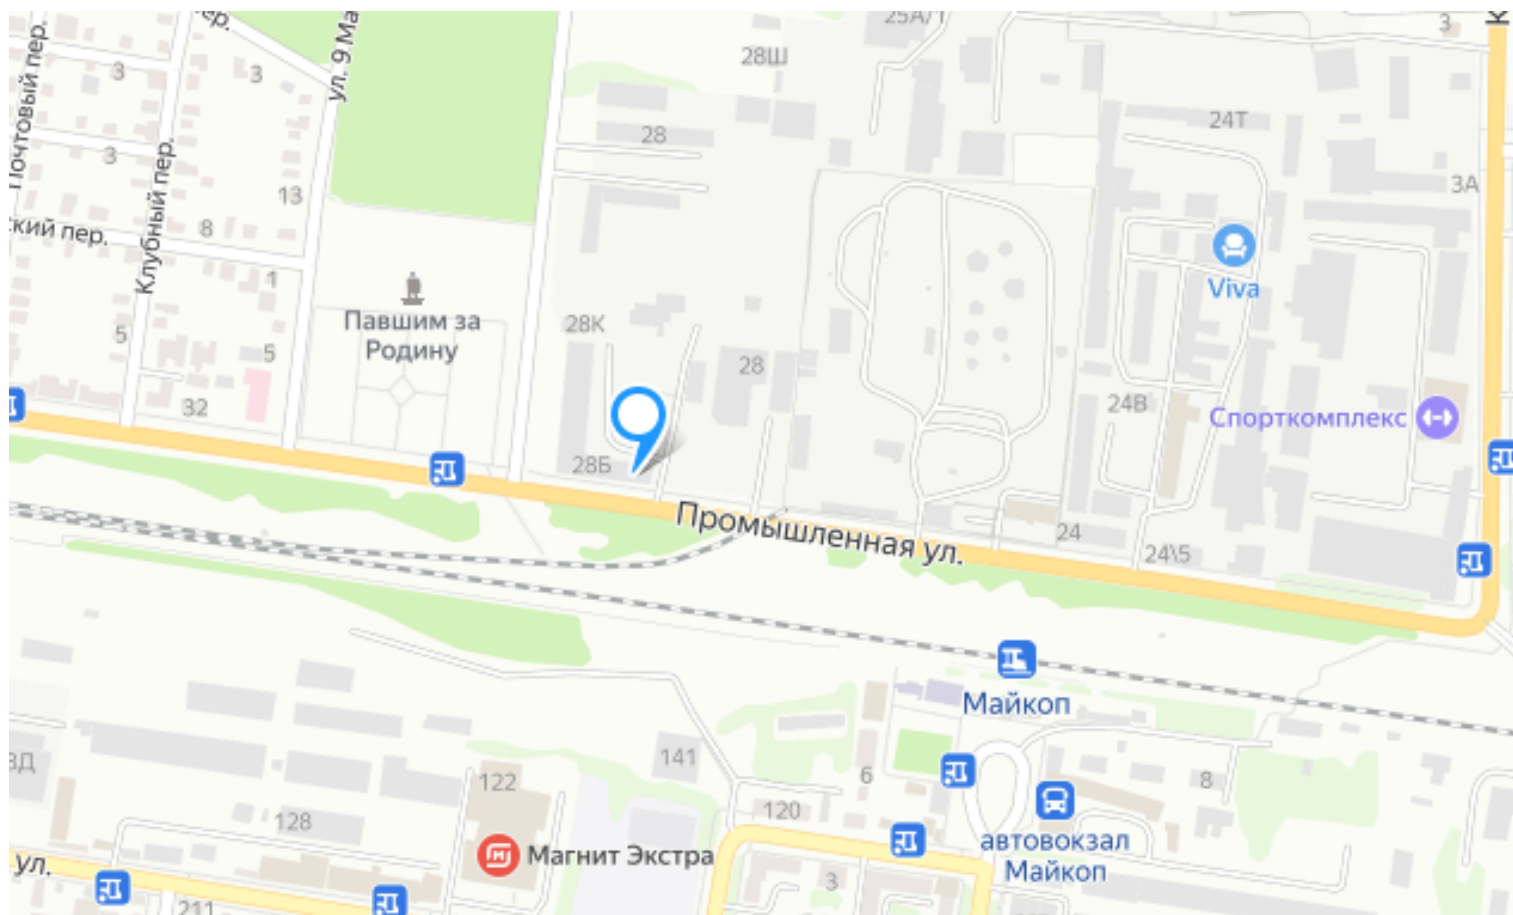 25А/1
3
28Ш
3
3
ул. 9 Ма
Почтовый пер.
28
24Т
3
Клубный пер.
13
3А
8
ский пер.
1
Viva
Павшим за
Родину
28К
5
5
28
32
24В
Спорткомплекс
28Б
Промышленная ул.
24
24\5
Майкоп
141
3Д
122
6
8
120
128
автовокзал
Майкоп
Магнит Экстра
ул.
3
211